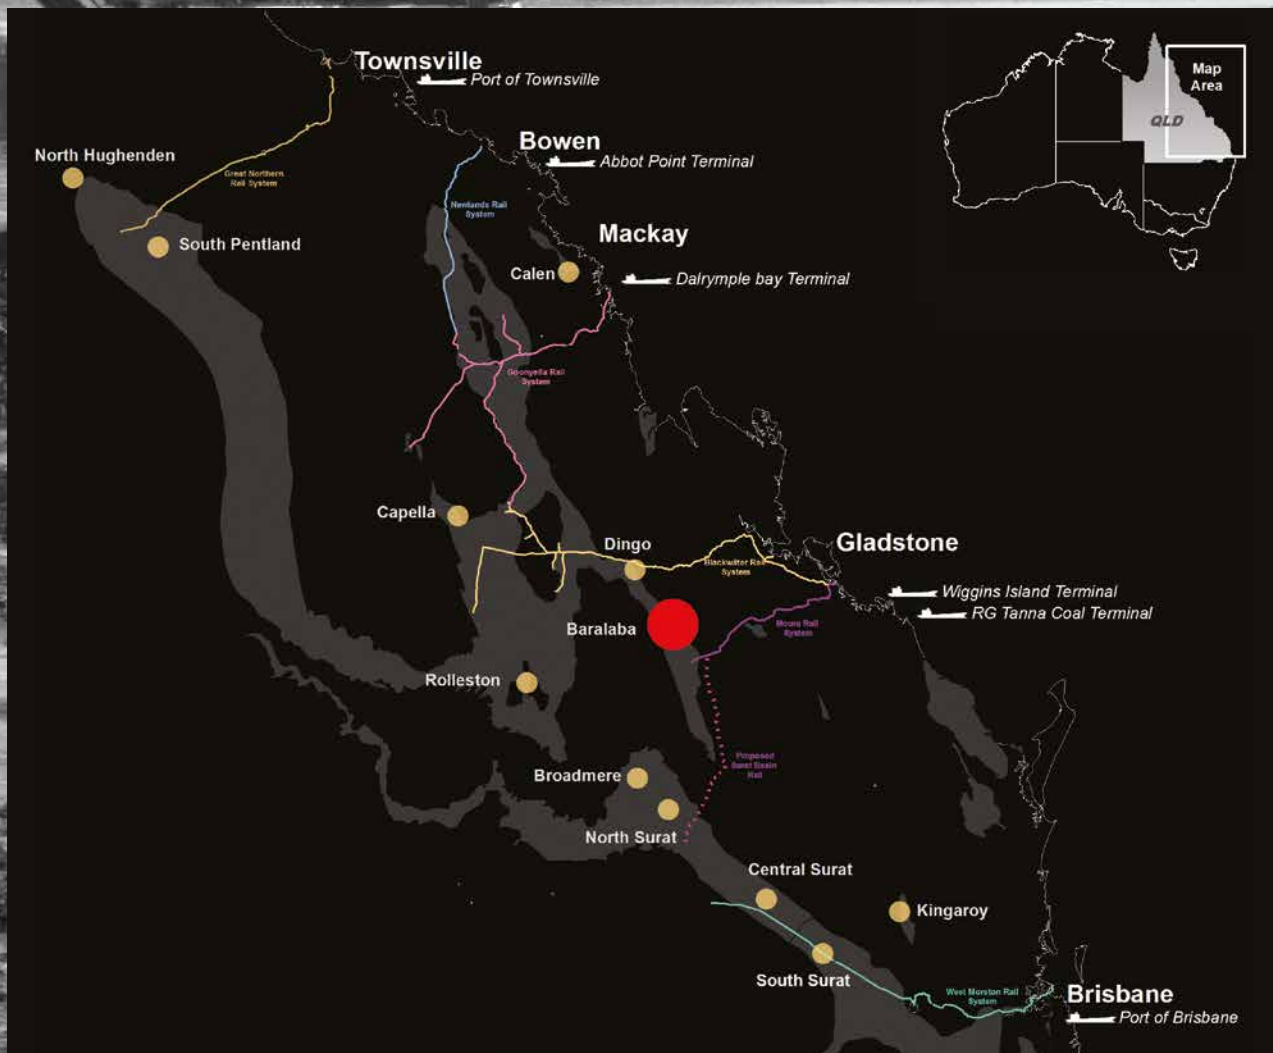 Townsville
Port of Townsville
Map
Area
QLD
Bowen
Abbot Point Terminal
North Hughenden
Great Northern
Rail System
Newlands Rail
System
South Pentland
Mackay
Calen
Dalrymple bay Terminal
Goonyella Rail
System
Capella
Dingo
Gladstone
Blackwater Rail
System
Wiggins Island Terminal
RG Tanna Coal Terminal
Baralaba
Moura Rail
System
Rolleston
Proposed
Surat Basin
Rail
Broadmere
North Surat
Central Surat
Kingaroy
South Surat
West Moreton Rail
System
Brisbane
Port of Brisbane